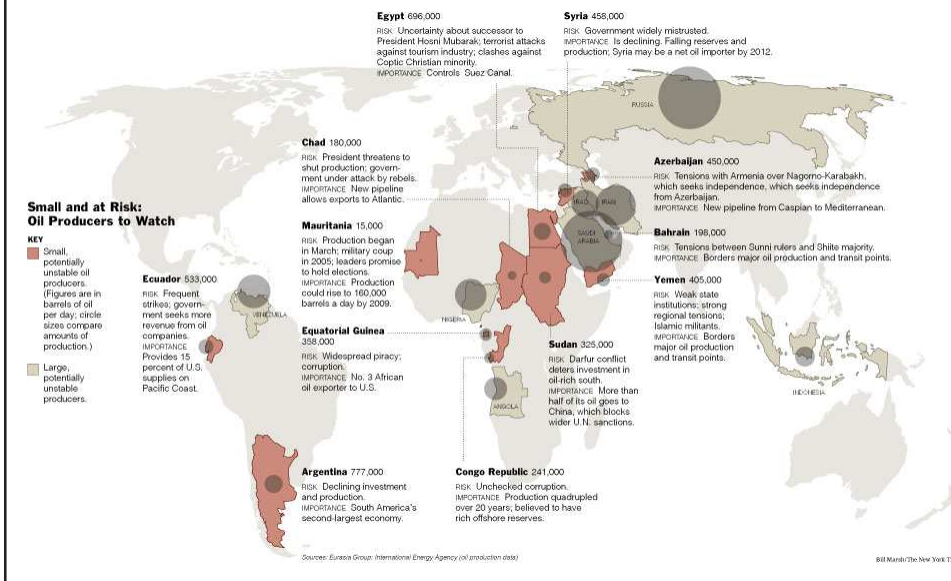 Egypt 696,000
RISK Uncertainty about successor to
President Hosni Mubarak; terrorist attacks
against tourism industry; clashes against
Coptic Christian minority.
IMPORTANCE Controls Suez Canal.
Syria 458,000
RISK Government widely mistrusted.
IMPORTANCE Is declining. Falling reserves and
production; Syria may be a net oil importer by 2012.
RUSSIA
Chad 180,000
RISK President threatens to
shut production; govern-
ment under attack by rebels.
IMPORTANCE New pipeline
allows exports to Atlantic.
Azerbaijan 450,000
RISK Tensions with Armenia over Nagorno-Karabakh,
which seeks independence, which seeks independence
from Azerbaijan.
IMPORTANCE New pipeline from Caspian to Mediterranean.
IRAQ
IRAN
SAUDI
ARABIA
Small and at Risk:
Oil Producers to Watch
KEY
Small,
potentially
unstable oil
producers.
(Figures are in
barrels of oil
per day; circle
sizes compare
amounts of
production.)
Large,
potentially
unstable
producers.
Mauritania 15,000
RISK Production began
in March; military coup
in 2005; leaders promise
to hold elections.
IMPORTANCE Production
could rise to 160,000
barrels a day by 2009.
Bahrain 198,000
RISK Tensions between Sunni rulers and Shiite majority.
IMPORTANCE Borders major oil production and transit points.
Ecuador 533,000
RISK Frequent
strikes; govern-
ment seeks more
revenue from oil
companies.
IMPORTANCE
Provides 15
percent of U.S.
supplies on
Pacific Coast.
VENEZUELA
NIGERIA
Yemen 405,000
RISK Weak state
institutions; strong
regional tensions;
Islamic militants.
IMPORTANCE Borders
major oil production
and transit points.
Equatorial Guinea
358,000
RISK Widespread piracy;
corruption.
IMPORTANCE No. 3 African
oil exporter to U.S.
Sudan 325,000
RISK Darfur conflict
deters investment in
oil-rich south.
IMPORTANCE More than
half of its oil goes to
China, which blocks
wider U.N. sanctions.
ANGOLA
INDONESIA
Argentina 777,000
RISK Declining investment
and production.
IMPORTANCE South America's
second-largest economy.
Congo Republic 241,000
RISK Unchecked corruption.
IMPORTANCE Production quadrupled
over 20 years; believed to have
rich offshore reserves.
Sources: Eurasia Group; International Energy Agency (oil production data)
Bill Marsh/The New York T